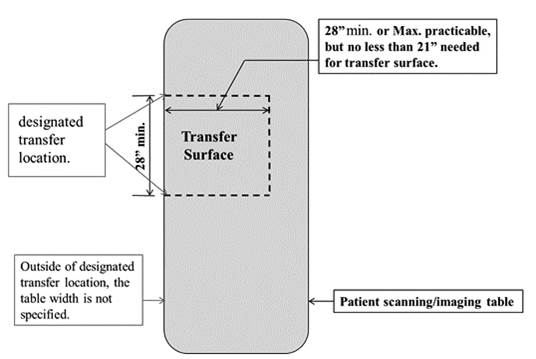 28” min. or Max. practicable,
but no less than 21” needed
for transfer surface.
designated
transfer
location.
28” min.
Transfer
Surface
Outside of designated
transfer location, the
table width is not
specified.
Patient scanning/imaging table